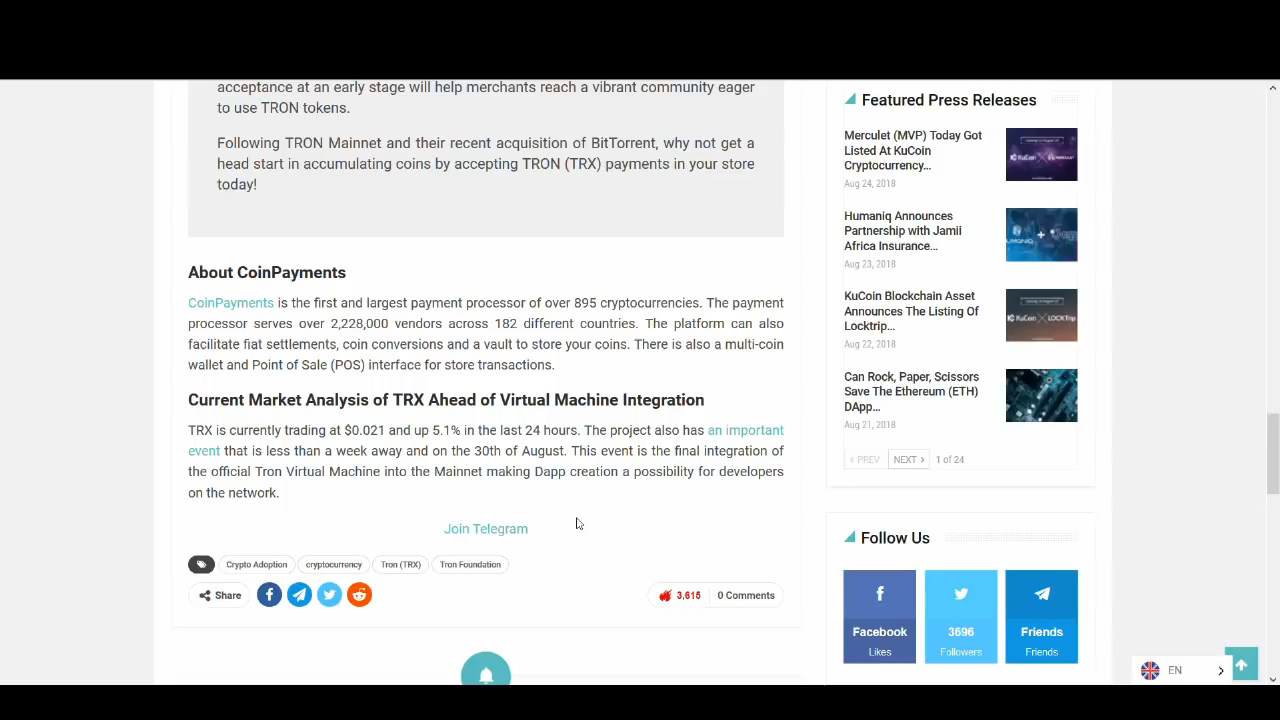 acceptance at an early stage will help merchants reach a vibrant community eager
to use TRON tokens.
Following TRON Mainnet and their recent acquisition of BitTorrent, why not get a
head start in accumulating coins by accepting TRON (TRX) payments in your store
today!
About CoinPayments
CoinPayments is the first and largest payment processor of over 895 cryptocurrencies. The payment
processor serves over 2,228,000 vendors across 182 different countries. The platform can also
facilitate fiat settlements, coin conversions and a vault to store your coins. There is also a multi-coin
wallet and Point of Sale (POS) interface for store transactions.
Current Market Analysis of TRX Ahead of Virtual Machine Integration
TRX is currently trading at $0.021 and up 5.1% in the last 24 hours. The project also has an important
event that is less than a week away and on the 30th of August. This event is the final integration of
the official Tron Virtual Machine into the Mainnet making Dapp creation a possibility for developers
on the network.
Join Telegram
Crypto Adoption
cryptocurrency
Tron (TRX)
Tron Foundation
Share
3,615
0 Comments
Featured Press Releases
Merculet (MVP) Today Got
Listed At KuCoin
Cryptocurrency...
Aug 24, 2018
Humaniq Announces
Partnership with Jamii
Africa Insurance...
Aug 23, 2018
KuCoin Blockchain Asset
Announces The Listing Of
Locktrip...
Aug 22, 2018
Can Rock, Paper, Scissors
Save The Ethereum (ETH)
DApp...
Aug 21, 2018
PREV
NEXT
1 of 24
Follow Us
Facebook
Likes
3696
Followers
Friends
Friends
EN